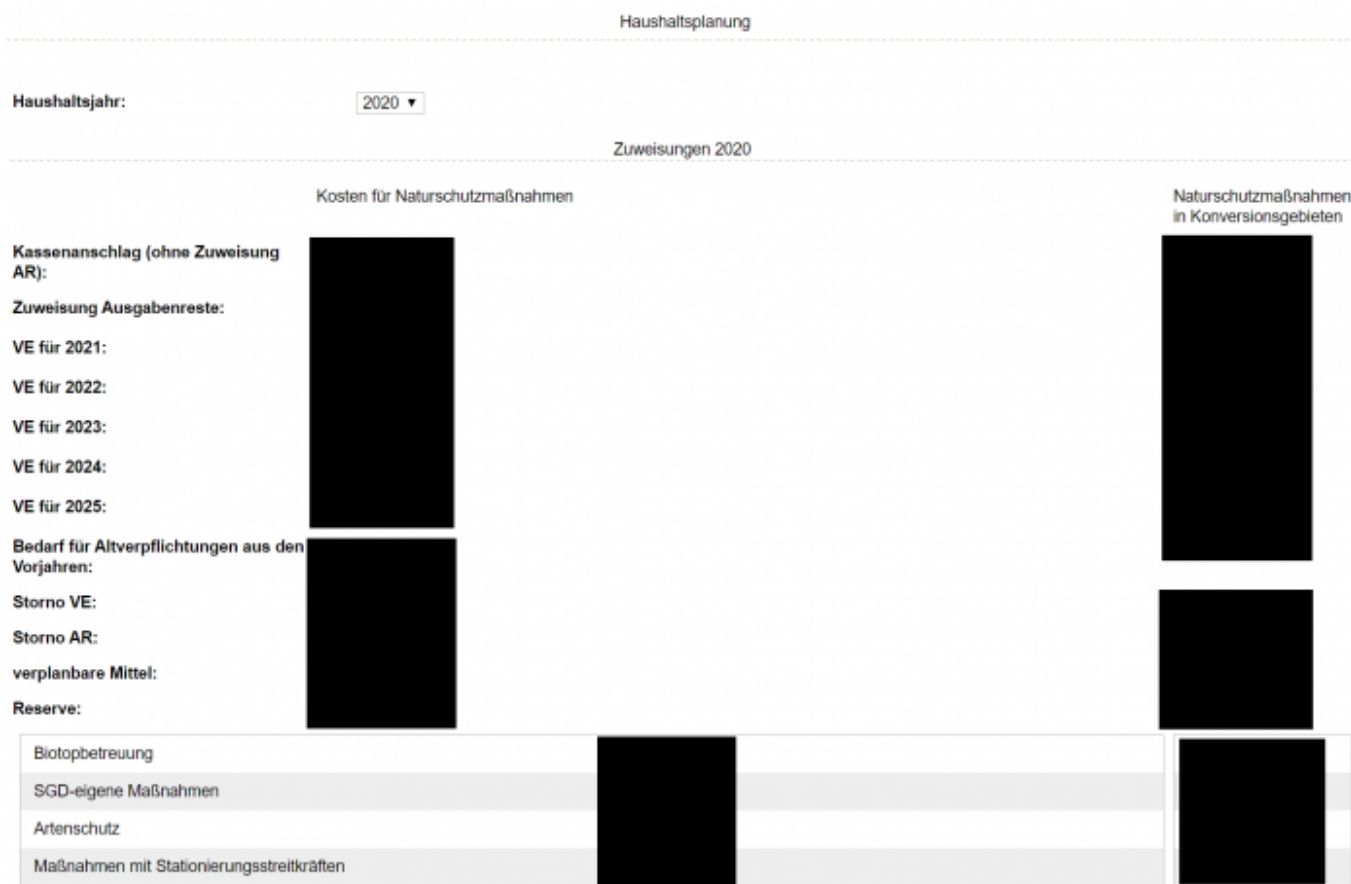 Haushaltsplanung
Haushaltsjahr: 2020 ▼
Zuweisungen 2020
Kosten für Naturschutzmaßnahmen
Naturschutzmaßnahmen
in Konversionsgebieten
Kassenanschlag (ohne Zuweisung
AR):
Zuweisung Ausgabenreste:
VE für 2021:
VE für 2022:
VE für 2023:
VE für 2024:
VE für 2025:
Bedarf für Altverpflichtungen aus den
Vorjahren:
Storno VE:
Storno AR:
verplanbare Mittel:
Reserve:
Biotopbetreuung
SGD-eigene Maßnahmen
Artenschutz
Maßnahmen mit Stationierungsstreitkräften